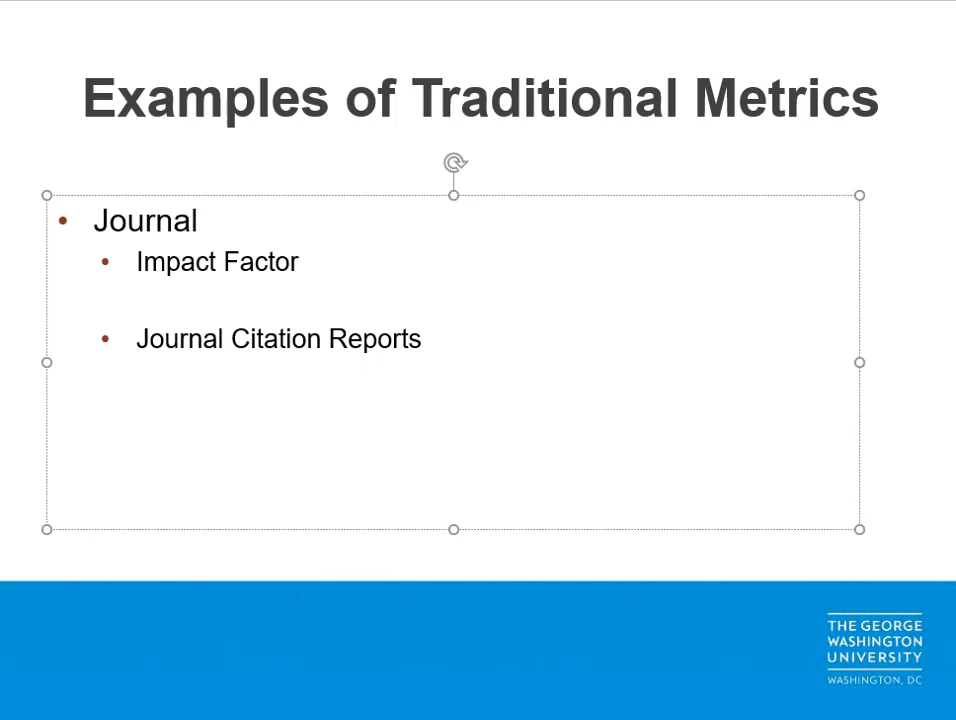 Examples of Traditional Metrics
• Journal
• Impact Factor
• Journal Citation Reports
THE GEORGE
WASHINGTON
UNIVERSITY
WASHINGTON, DC